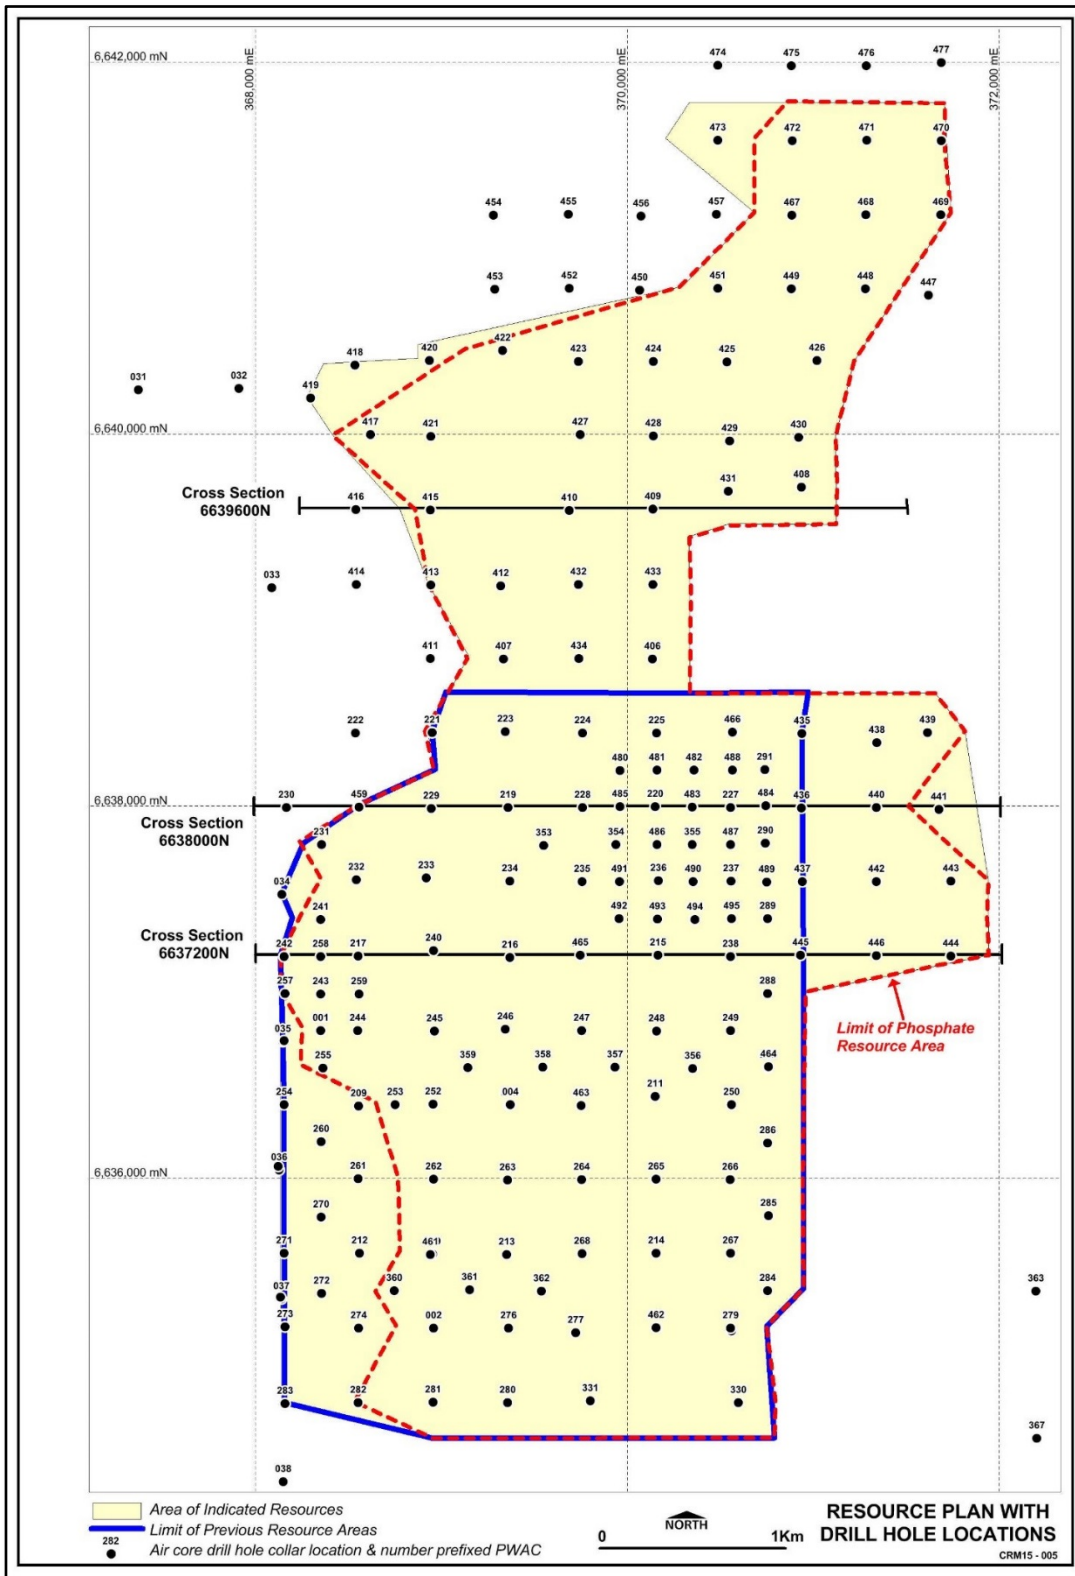 6,642,000 mN
368,000 mE
370,000 mE
372,000 mE
474 475 476 477
473 472 471 470
454 455 456 457 467 468 469
453 452 450 451 449 448 447
418 420 422 423 424 425 426
031 032 419
417 421 427 428 429 430
6,640,000 mN
431 408
Cross Section
6639600N
416 415 410 409
033 414 413 412 432 433
411 407 434 406
222 221 223 224 225 466 435 438 439
480 481 482 488 291
230 459 229 219 228 485 220 483 227 484 436 440 441
6,638,000 mN
Cross Section
6638000N
231 353 354 486 355 487 290
034 232 233 234 235 491 236 490 237 489 437 442 443
241 492 493 494 495 289
Cross Section
6637200N
242 258 217 240 216 465 215 238 445 446 444
257 243 259 288
035 001 244 245 246 247 248 249
Limit of Phosphate
Resource Area
255 359 358 357 356 464
254 209 253 252 004 463 211 250
260 286
036 261 262 263 264 265 266
6,636,000 mN
270 285
271 212 461 213 268 214 267
037 272 360 361 362 284 363
273 274 002 276 277 462 279
283 282 281 280 331 330
367
038
Area of Indicated Resources
Limit of Previous Resource Areas
282
Air core drill hole collar location & number prefixed PWAC
NORTH
0 1Km
RESOURCE PLAN WITH
DRILL HOLE LOCATIONS
CRM15 - 005